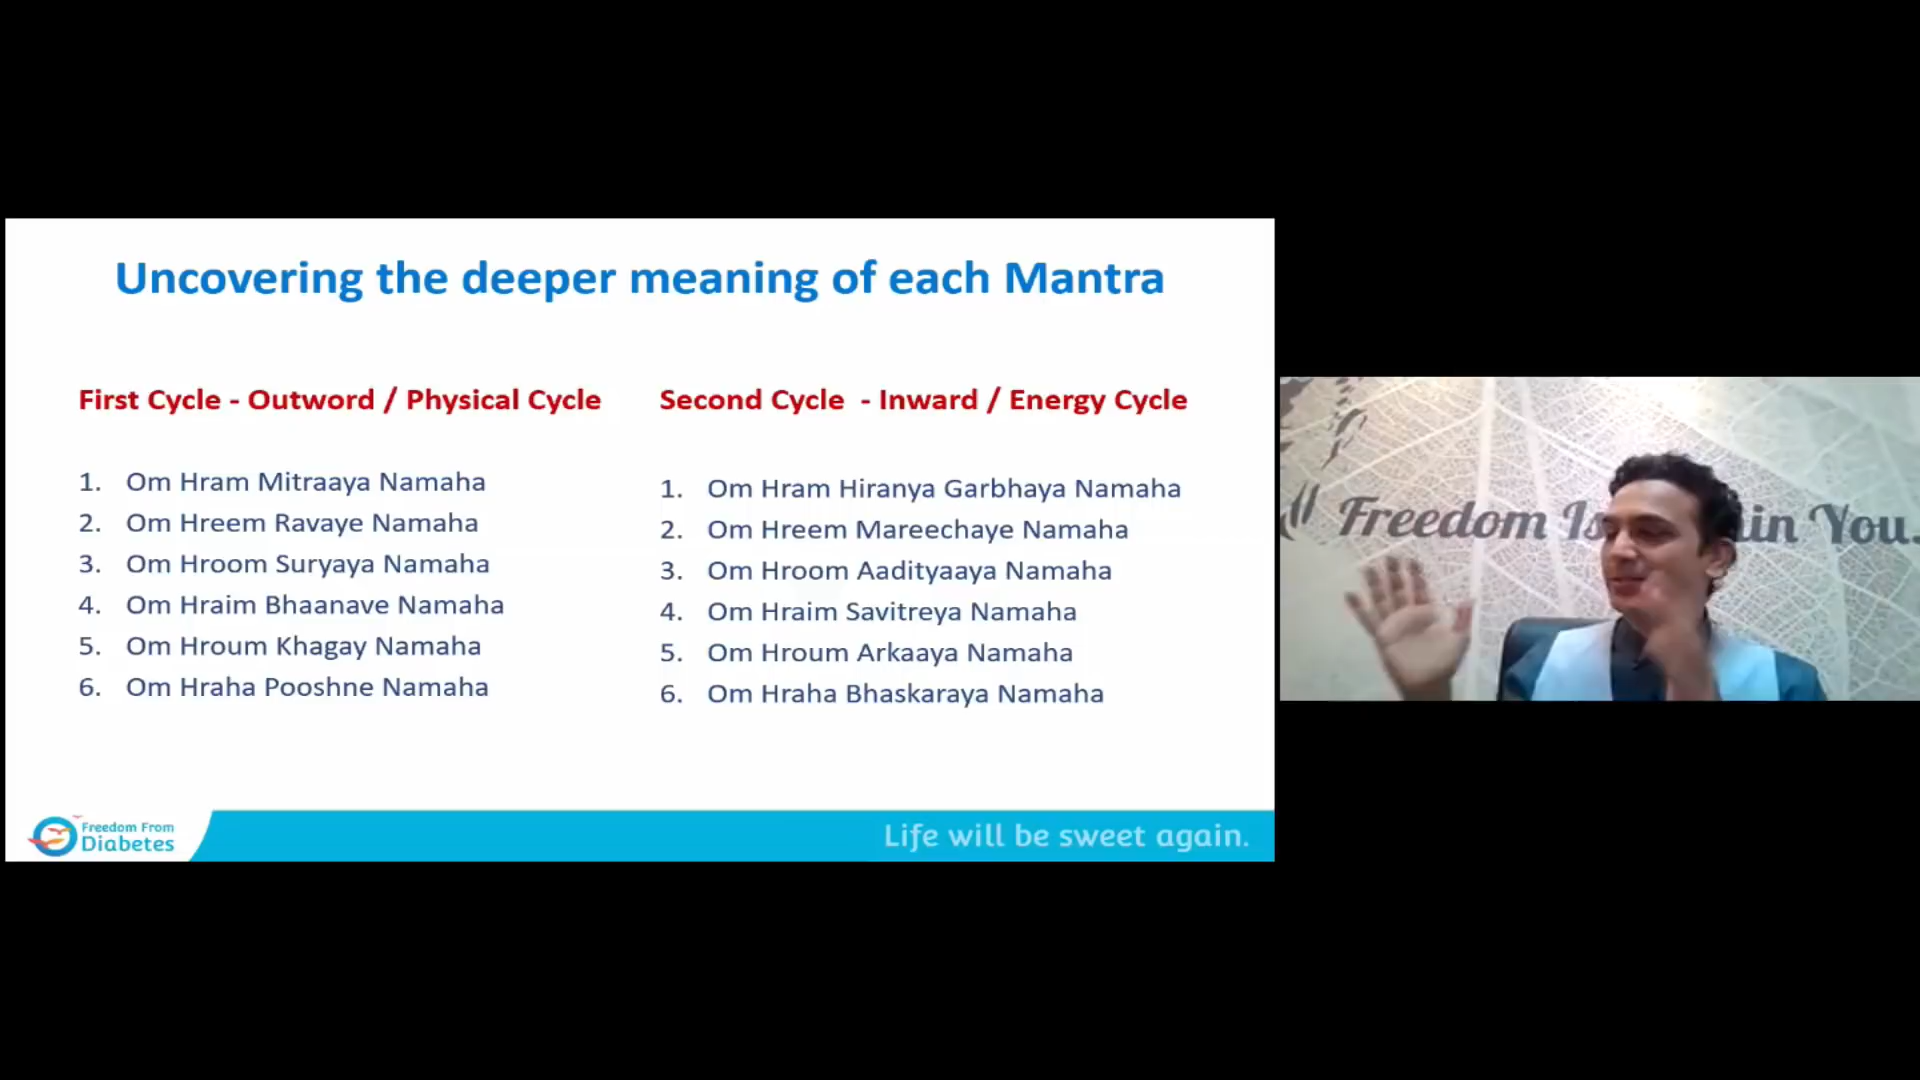 Uncovering the deeper meaning of each Mantra
First Cycle - Outword / Physical Cycle
1. Om Hram Mitraaya Namaha
2. Om Hreem Ravaye Namaha
3. Om Hroom Suryaya Namaha
4. Om Hraim Bhaanave Namaha
5. Om Hroum Khagay Namaha
6. Om Hraha Pooshne Namaha
Second Cycle - Inward / Energy Cycle
1. Om Hram Hiranya Garbhaya Namaha
2. Om Hreem Mareechaye Namaha
3. Om Hroom Aadityaaya Namaha
4. Om Hraim Savitreya Namaha
5. Om Hroum Arkaaya Namaha
6. Om Hraha Bhaskaraya Namaha
Freedom From
Diabetes
Life will be sweet again.
Freedom Is You.